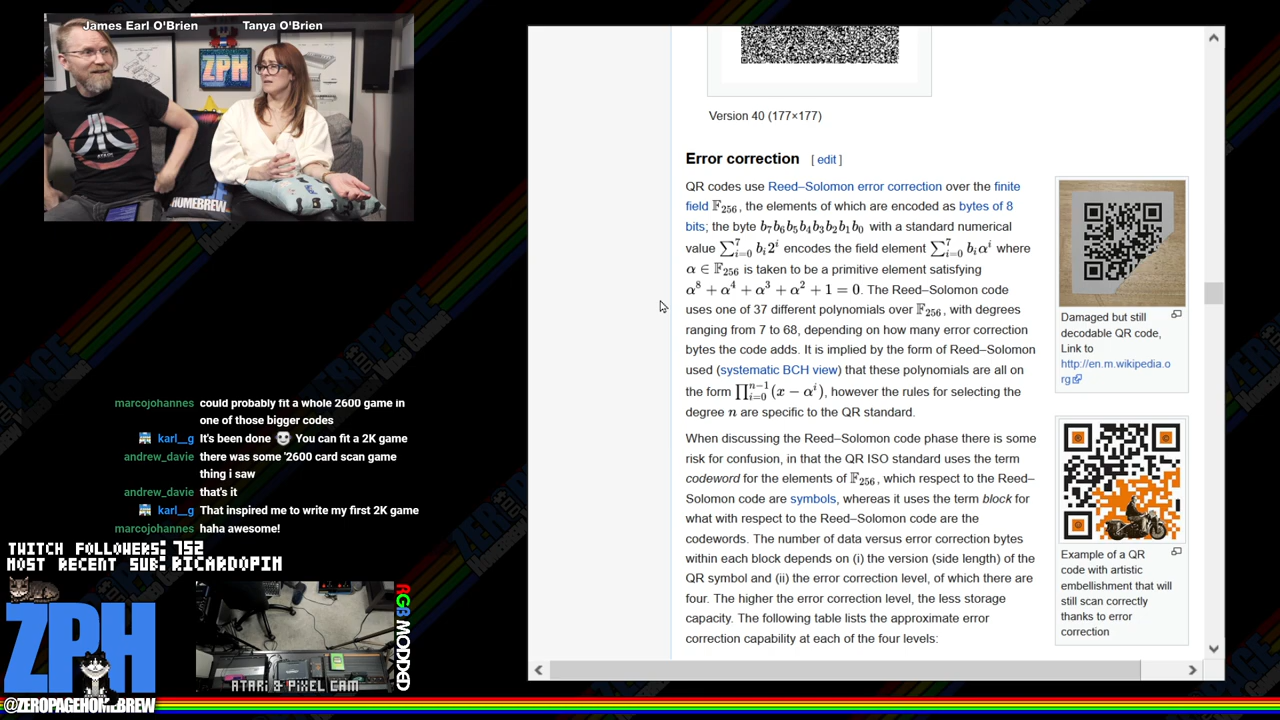 James Earl O'Brien
Tanya O'Brien
ZPH
HOMEBREW
Version 40 (177×177)
Error correction [ edit ]
QR codes use Reed–Solomon error correction over the finite
field 𝔽₂₅₆, the elements of which are encoded as bytes of 8
bits; the byte b₇b₆b₅b₄b₃b₂b₁b₀ with a standard numerical
value ∑⁷ᵢ₌₀ bᵢ2ⁱ encodes the field element ∑⁷ᵢ₌₀ bᵢαⁱ where
α ∈ 𝔽₂₅₆ is taken to be a primitive element satisfying
α⁸ + α⁴ + α³ + α² + 1 = 0. The Reed–Solomon code
uses one of 37 different polynomials over 𝔽₂₅₆, with degrees
ranging from 7 to 68, depending on how many error correction
bytes the code adds. It is implied by the form of Reed–Solomon
used (systematic BCH view) that these polynomials are all on
the form ∏ⁿ⁻¹ᵢ₌₀(x − αⁱ), however the rules for selecting the
degree n are specific to the QR standard.
When discussing the Reed–Solomon code phase there is some
risk for confusion, in that the QR ISO standard uses the term
codeword for the elements of 𝔽₂₅₆, which respect to the Reed–
Solomon code are symbols, whereas it uses the term block for
what with respect to the Reed–Solomon code are the
codewords. The number of data versus error correction bytes
within each block depends on (i) the version (side length) of the
QR symbol and (ii) the error correction level, of which there are
four. The higher the error correction level, the less storage
capacity. The following table lists the approximate error
correction capability at each of the four levels:
Damaged but still
decodable QR code,
Link to
http://en.m.wikipedia.o
rg
Example of a QR
code with artistic
embellishment that will
still scan correctly
thanks to error
correction
marcojohannes could probably fit a whole 2600 game in
one of those bigger codes
karl__g It's been done You can fit a 2K game
andrew_davie there was some '2600 card scan game
thing i saw
andrew_davie that's it
karl__g That inspired me to write my first 2K game
marcojohannes haha awesome!
TWITCH FOLLOWERS: 752
MOST RECENT SUB: RICARDOPIM
ZPH
@ZEROPAGEHOMEBREW
RGB MODDED
ATARI & PIXEL CAM